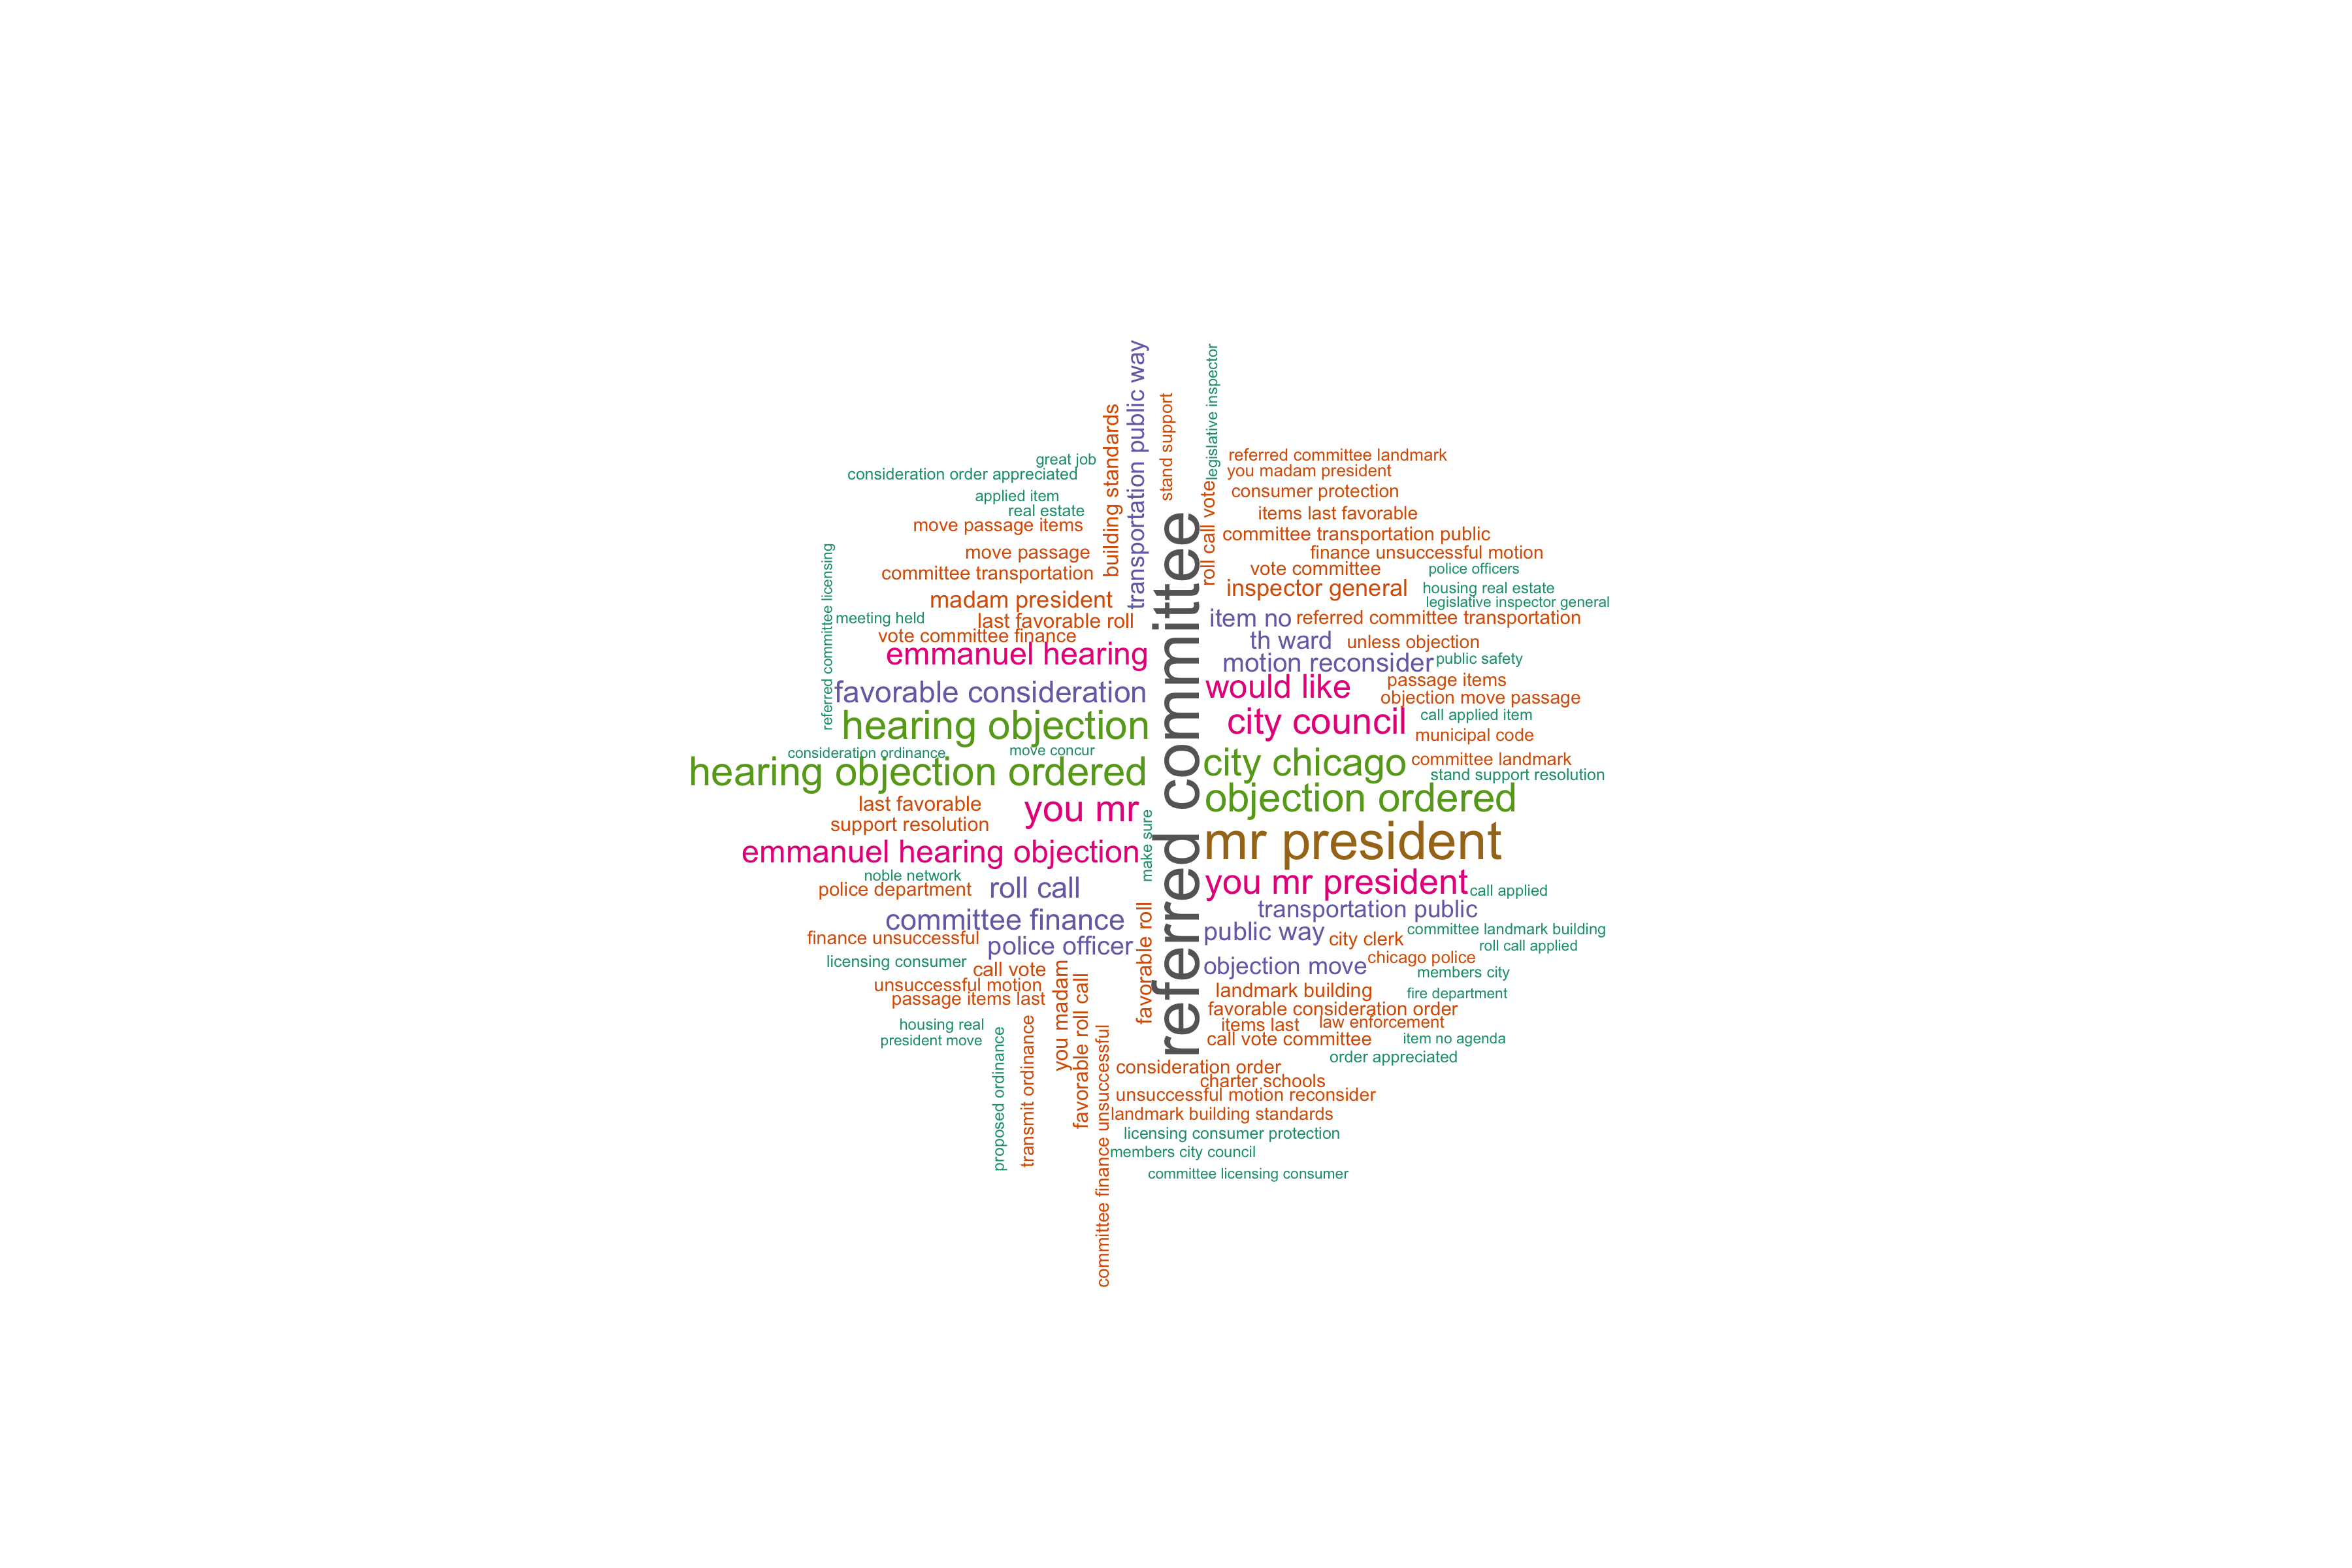 legislative inspector
transportation public way
stand support
building standards
great job
referred committee landmark
consideration order appreciated
you madam president
roll call vote
consumer protection
applied item
real estate
items last favorable
move passage items
committee transportation public
move passage
finance unsuccessful motion
committee transportation
vote committee
police officers
referred committee licensing
inspector general
housing real estate
madam president
legislative inspector general
meeting held
last favorable roll
item no
referred committee transportation
vote committee finance
th ward
unless objection
emmanuel hearing
motion reconsider
public safety
favorable consideration
would like
passage items
objection move passage
hearing objection
city council
call applied item
municipal code
consideration ordinance
move concur
referred committee
city chicago
committee landmark
hearing objection ordered
stand support resolution
last favorable
you mr
objection ordered
support resolution
make sure
mr president
emmanuel hearing objection
noble network
you mr president
police department
roll call
call applied
transportation public
committee finance
public way
committee landmark building
finance unsuccessful
police officer
city clerk
roll call applied
favorable roll
licensing consumer
call vote
objection move
chicago police
members city
unsuccessful motion
landmark building
passage items last
fire department
favorable consideration order
you madam
housing real
items last
law enforcement
president move
call vote committee
item no agenda
favorable roll call
order appreciated
proposed ordinance
transmit ordinance
consideration order
charter schools
unsuccessful motion reconsider
landmark building standards
licensing consumer protection
members city council
committee finance unsuccessful
committee licensing consumer